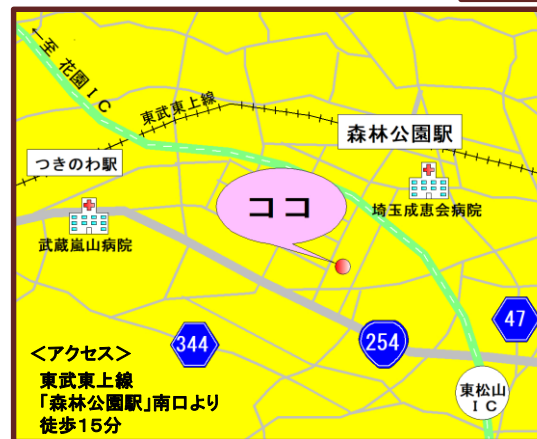 ←至 花園IC
東武東上線
森林公園駅
つきのわ駅
ココ
埼玉成恵会病院
武蔵嵐山病院
47
344
254
<アクセス>
東武東上線
「森林公園駅」南口より
徒歩15分
東松山
IC